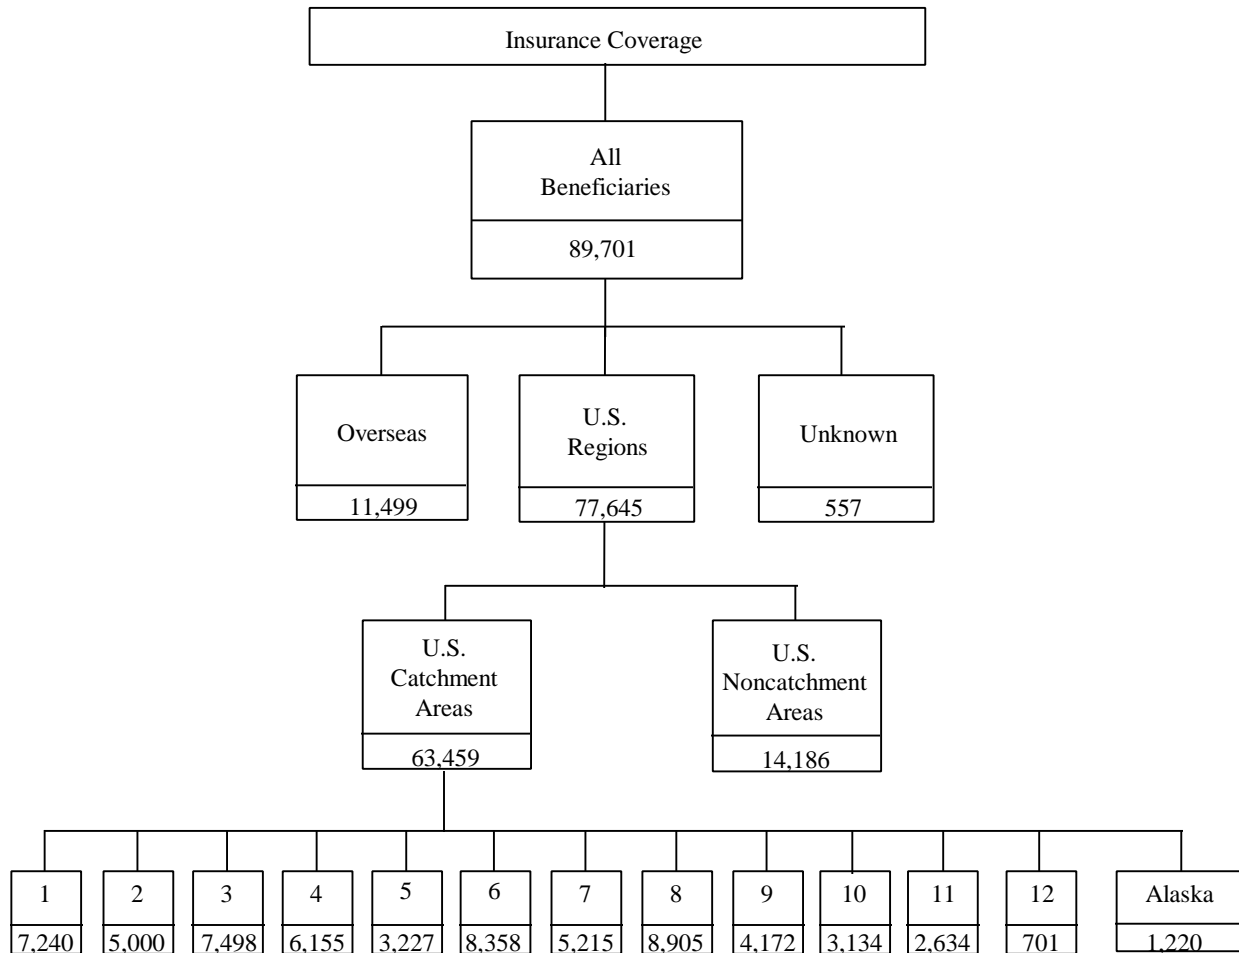 Insurance Coverage
All
Beneficiaries
89,701
Overseas
11,499
U.S.
Regions
77,645
Unknown
557
U.S.
Catchment
Areas
63,459
U.S.
Noncatchment
Areas
14,186
1
7,240
2
5,000
3
7,498
4
6,155
5
3,227
6
8,358
7
5,215
8
8,905
9
4,172
10
3,134
11
2,634
12
701
Alaska
1,220